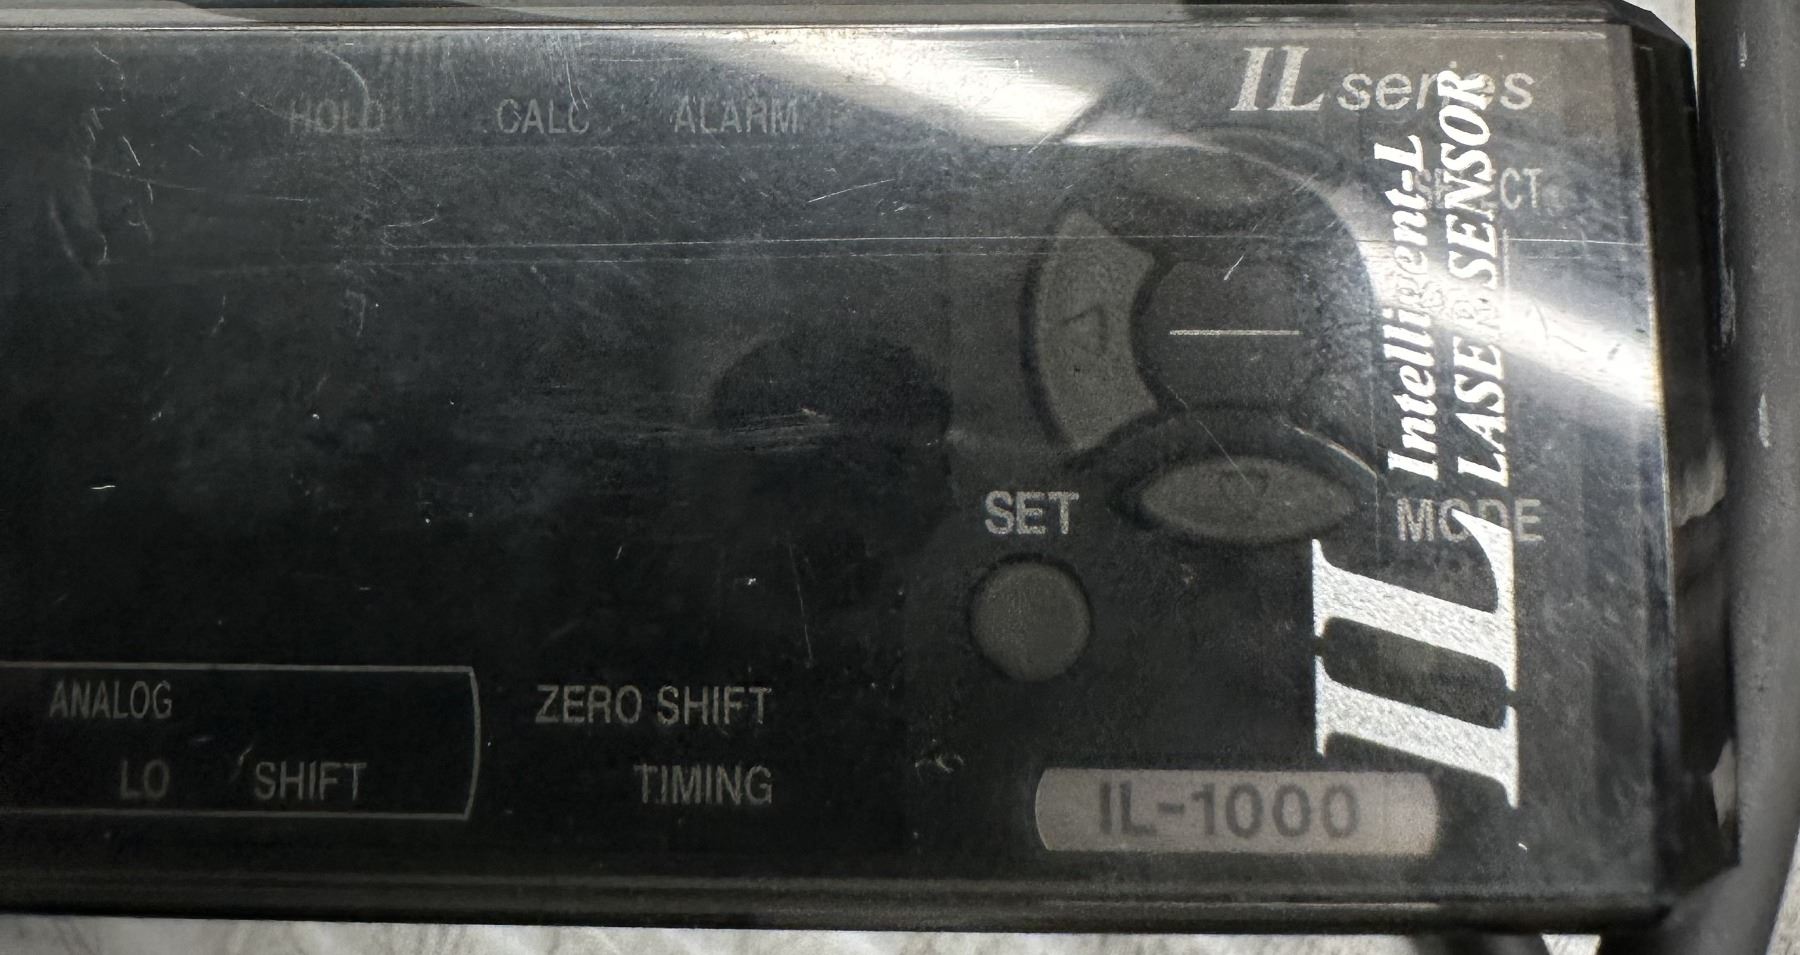 IL series
HOLD CALC ALARM
Intelligent-L
LASER SENSOR
IL
SET
MODE
ANALOG
LO SHIFT
ZERO SHIFT
TIMING
IL-1000